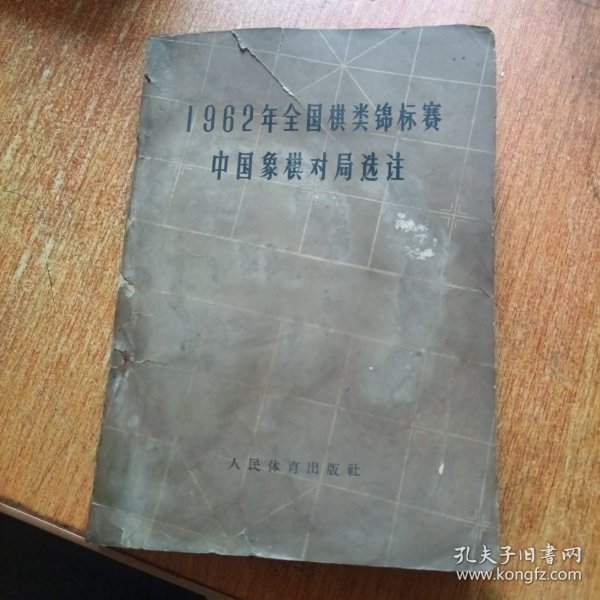 1962年全国棋类锦标赛
中国象棋对局选注
人民体育出版社
孔夫子旧书网
www.kongfz.com